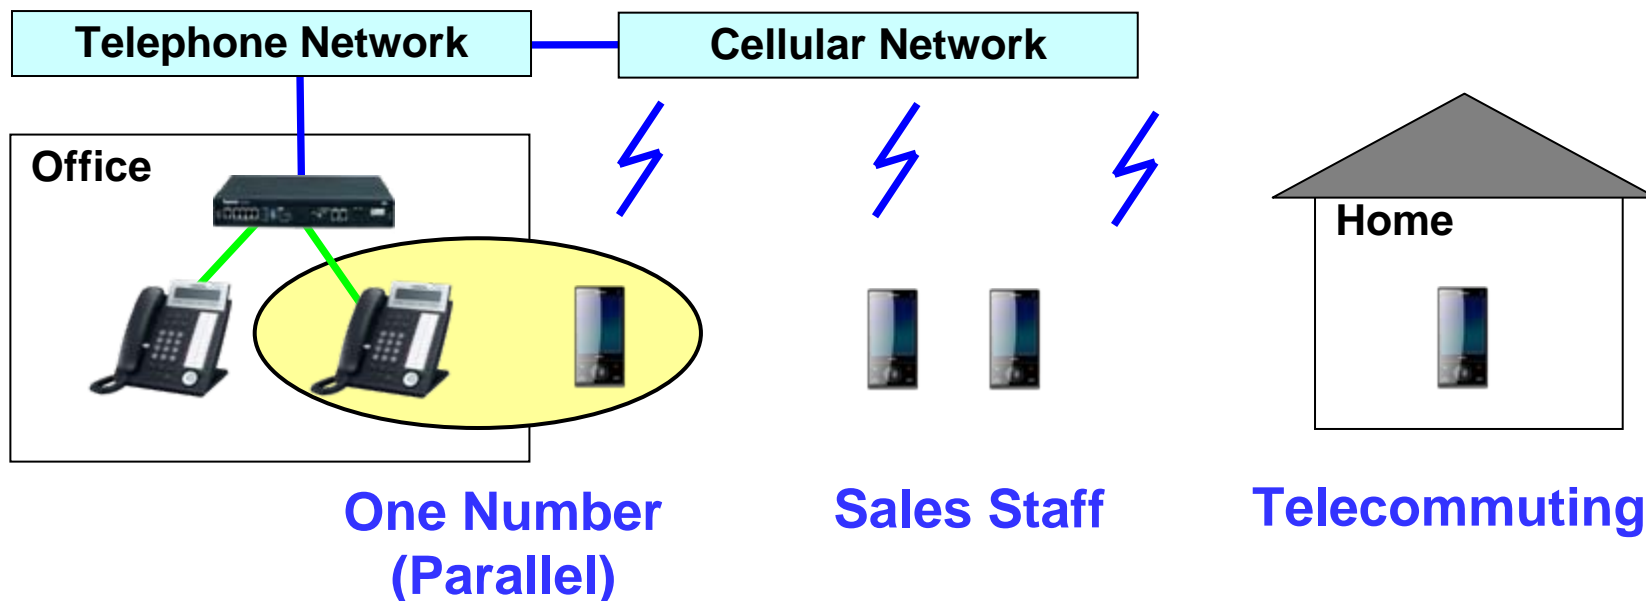 Telephone Network
Cellular Network
Office
Home
One Number
(Parallel)
Sales Staff
Telecommuting